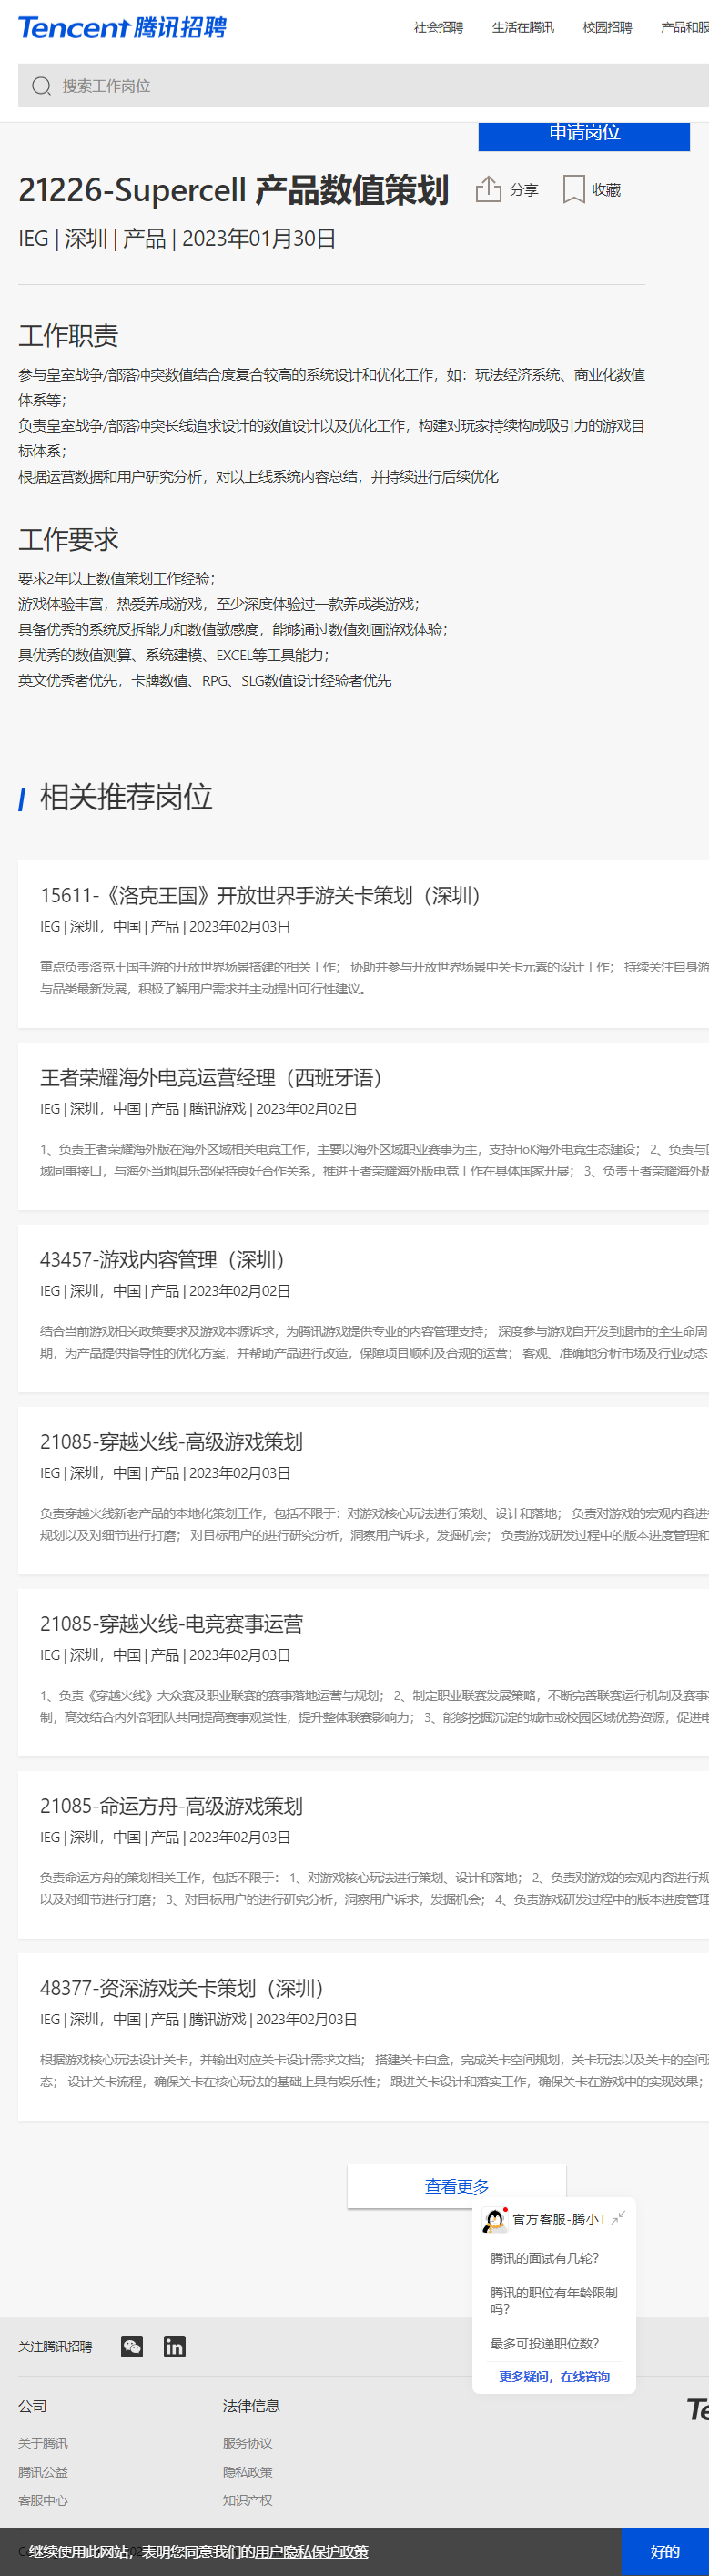 Tencent 腾讯招聘
社会招聘 生活在腾讯 校园招聘 产品和服
搜索工作岗位
申请岗位
21226-Supercell 产品数值策划 分享 收藏
IEG | 深圳 | 产品 | 2023年01月30日
工作职责
参与皇室战争/部落冲突数值结合度复合较高的系统设计和优化工作，如：玩法经济系统、商业化数值
体系等；
负责皇室战争/部落冲突长线追求设计的数值设计以及优化工作，构建对玩家持续构成吸引力的游戏目
标体系；
根据运营数据和用户研究分析，对以上线系统内容总结，并持续进行后续优化
工作要求
要求2年以上数值策划工作经验；
游戏体验丰富，热爱养成游戏，至少深度体验过一款养成类游戏；
具备优秀的系统反拆能力和数值敏感度，能够通过数值刻画游戏体验；
具优秀的数值测算、系统建模、EXCEL等工具能力；
英文优秀者优先，卡牌数值、RPG、SLG数值设计经验者优先
相关推荐岗位
15611-《洛克王国》开放世界手游关卡策划（深圳）
IEG | 深圳，中国 | 产品 | 2023年02月03日
重点负责洛克王国手游的开放世界场景搭建的相关工作； 协助并参与开放世界场景中关卡元素的设计工作； 持续关注自身游
与品类最新发展，积极了解用户需求并主动提出可行性建议。
王者荣耀海外电竞运营经理（西班牙语）
IEG | 深圳，中国 | 产品 | 腾讯游戏 | 2023年02月02日
1、负责王者荣耀海外版在海外区域相关电竞工作，主要以海外区域职业赛事为主，支持HoK海外电竞生态建设； 2、负责与
域同事接口，与海外当地俱乐部保持良好合作关系，推进王者荣耀海外版电竞工作在具体国家开展； 3、负责王者荣耀海外版
43457-游戏内容管理（深圳）
IEG | 深圳，中国 | 产品 | 2023年02月02日
结合当前游戏相关政策要求及游戏本源诉求，为腾讯游戏提供专业的内容管理支持； 深度参与游戏自开发到退市的全生命周
期，为产品提供指导性的优化方案，并帮助产品进行改造，保障项目顺利及合规的运营； 客观、准确地分析市场及行业动态
21085-穿越火线-高级游戏策划
IEG | 深圳，中国 | 产品 | 2023年02月03日
负责穿越火线新老产品的本地化策划工作，包括不限于：对游戏核心玩法进行策划、设计和落地； 负责对游戏的宏观内容进
规划以及对细节进行打磨； 对目标用户的进行研究分析，洞察用户诉求，发掘机会； 负责游戏研发过程中的版本进度管理和
21085-穿越火线-电竞赛事运营
IEG | 深圳，中国 | 产品 | 2023年02月03日
1、负责《穿越火线》大众赛及职业联赛的赛事落地运营与规划； 2、制定职业联赛发展策略，不断完善联赛运行机制及赛事
制，高效结合内外部团队共同提高赛事观赏性，提升整体联赛影响力； 3、能够挖掘沉淀的城市或校园区域优势资源，促进电
21085-命运方舟-高级游戏策划
IEG | 深圳，中国 | 产品 | 2023年02月03日
负责命运方舟的策划相关工作，包括不限于： 1、对游戏核心玩法进行策划、设计和落地； 2、负责对游戏的宏观内容进行规
以及对细节进行打磨； 3、对目标用户的进行研究分析，洞察用户诉求，发掘机会； 4、负责游戏研发过程中的版本进度管理
48377-资深游戏关卡策划（深圳）
IEG | 深圳，中国 | 产品 | 腾讯游戏 | 2023年02月03日
根据游戏核心玩法设计关卡，并输出对应关卡设计需求文档； 搭建关卡白盒，完成关卡空间规划，关卡玩法以及关卡的空间
态； 设计关卡流程，确保关卡在核心玩法的基础上具有娱乐性； 跟进关卡设计和落实工作，确保关卡在游戏中的实现效果；
查看更多
官方客服-腾小T
腾讯的面试有几轮？
腾讯的职位有年龄限制
吗？
最多可投递职位数？
更多疑问，在线咨询
关注腾讯招聘
公司 法律信息
关于腾讯 服务协议
腾讯公益 隐私政策
客服中心 知识产权
继续使用此网站，表明您同意我们的用户隐私保护政策 好的